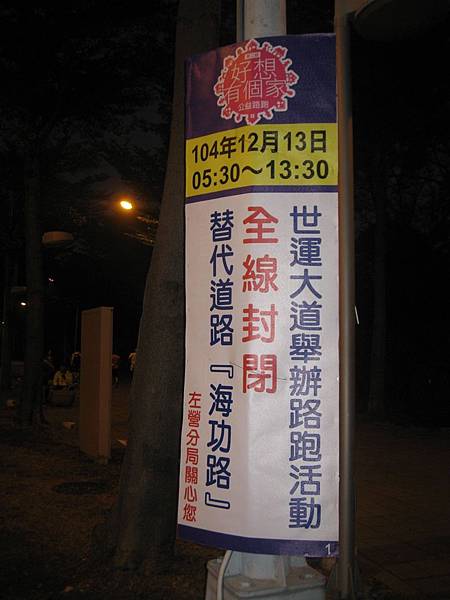 好想
有個家
公益路跑
104年12月13日
05:30～13:30
世運大道舉辦路跑活動
全線封閉
替代道路『海功路』
左營分局關心您
1